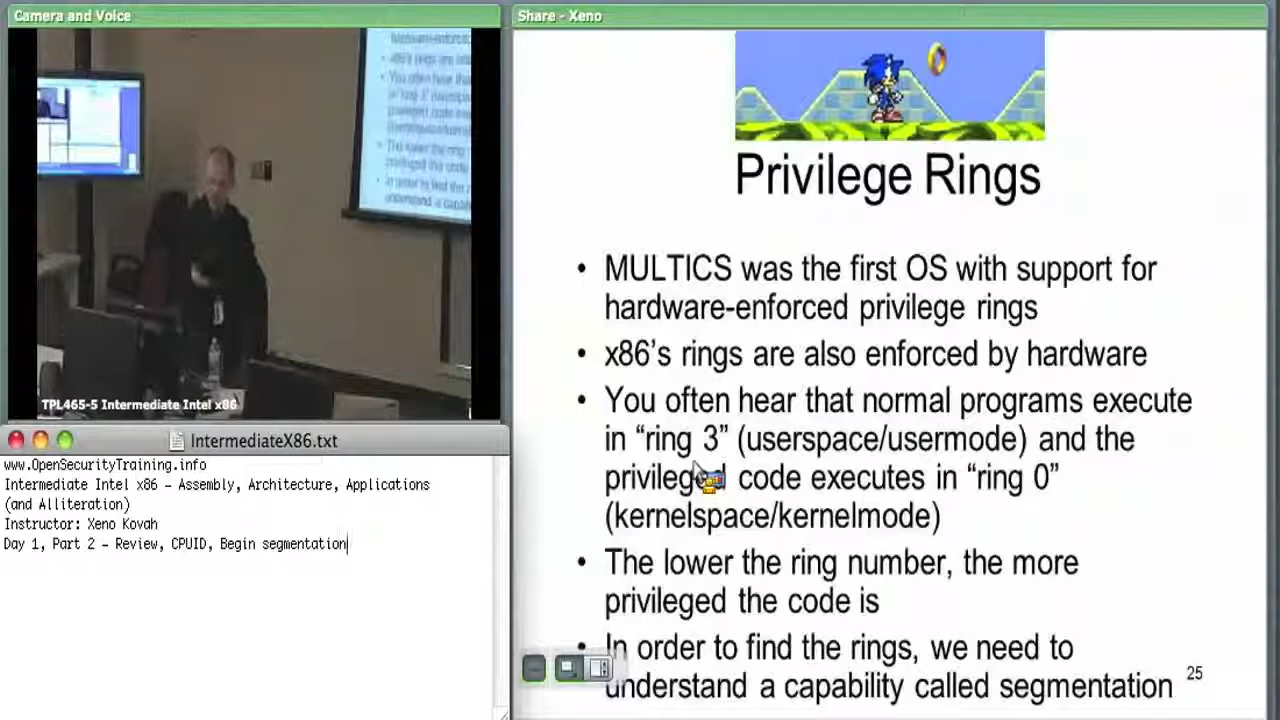 Camera and Voice
Share - Xeno
TPL465-5 Intermediate Intel x86
IntermediateX86.txt
www.OpenSecurityTraining.info
Intermediate Intel x86 – Assembly, Architecture, Applications
(and Alliteration)
Instructor: Xeno Kovah
Day 1, Part 2 – Review, CPUID, Begin segmentation
Privilege Rings
• MULTICS was the first OS with support for
hardware-enforced privilege rings
• x86's rings are also enforced by hardware
• You often hear that normal programs execute
in “ring 3” (userspace/usermode) and the
privileged code executes in “ring 0”
(kernelspace/kernelmode)
• The lower the ring number, the more
privileged the code is
• In order to find the rings, we need to
understand a capability called segmentation
25